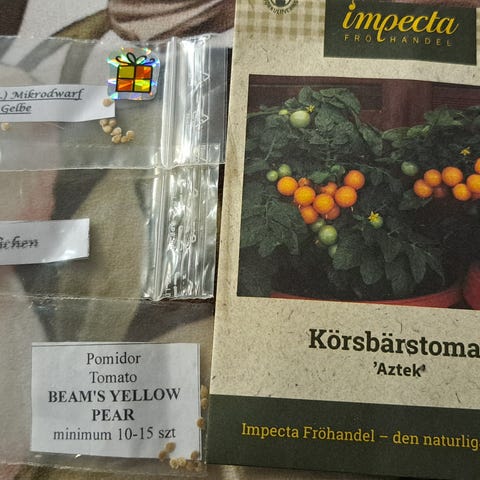 .) Mikrodwarf
Gelbe
ichen
Pomidor
Tomato
BEAM'S YELLOW
PEAR
minimum 10-15 szt
impecta
FRÖHANDEL
Körsbärstoma
'Aztek'
Impecta Fröhandel – den naturlig